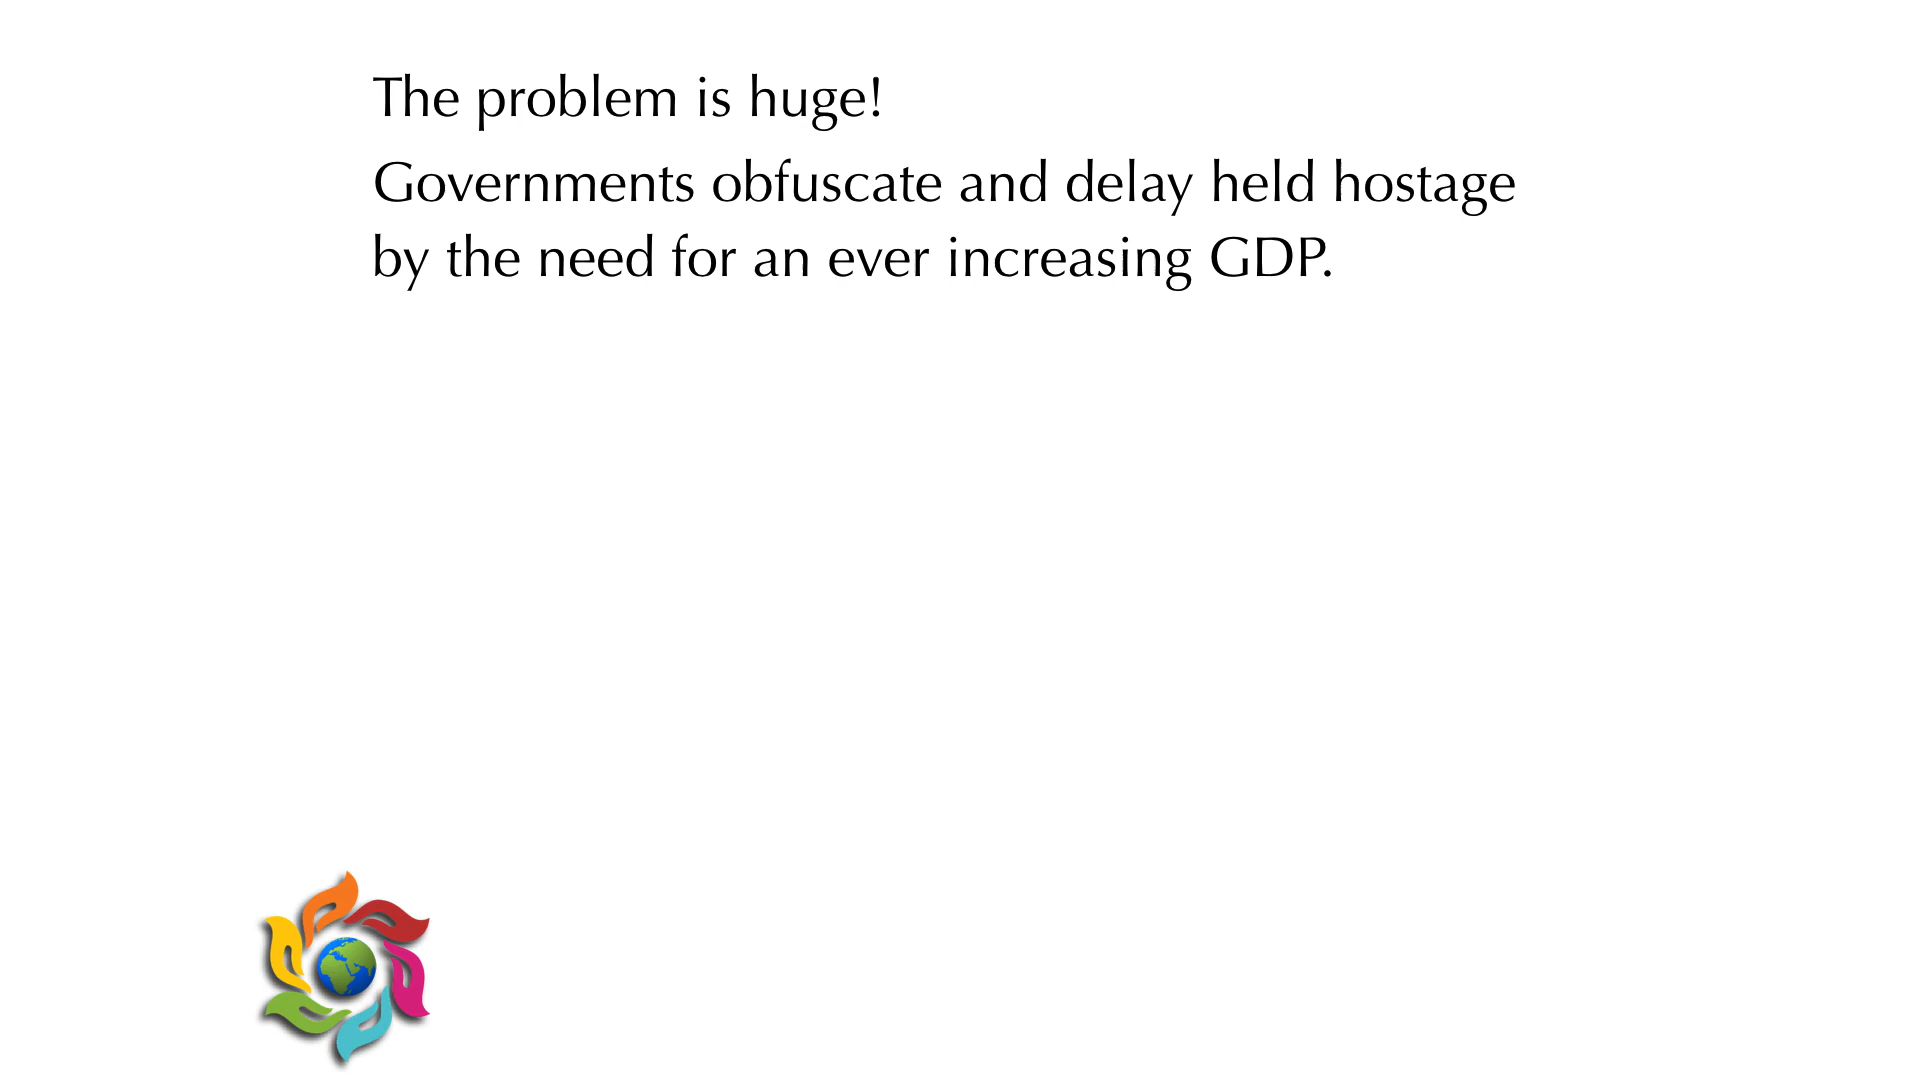 The problem is huge!
Governments obfuscate and delay held hostage
by the need for an ever increasing GDP.